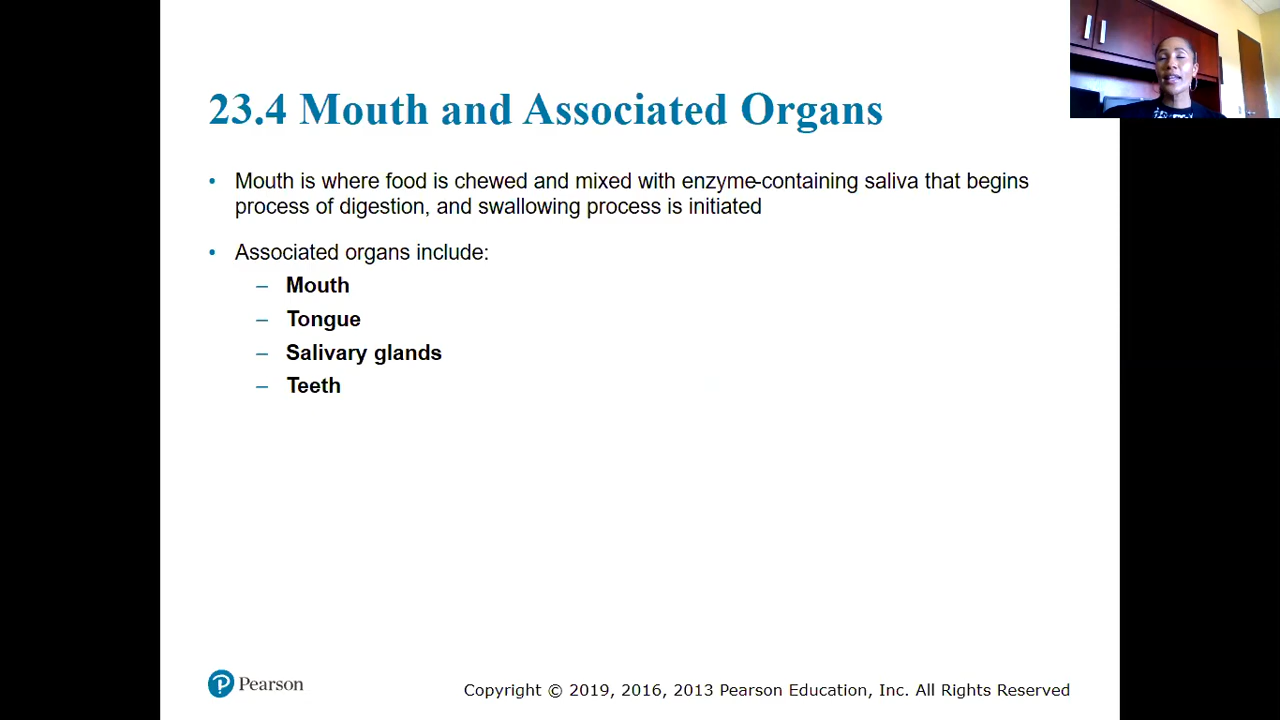 23.4 Mouth and Associated Organs
• Mouth is where food is chewed and mixed with enzyme-containing saliva that begins
process of digestion, and swallowing process is initiated
• Associated organs include:
– Mouth
– Tongue
– Salivary glands
– Teeth
Pearson
Copyright © 2019, 2016, 2013 Pearson Education, Inc. All Rights Reserved